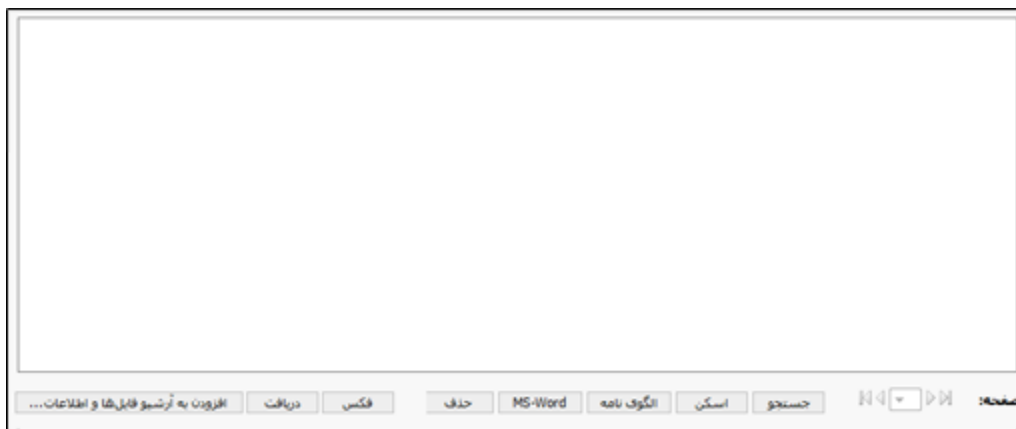 صفحه: جستجو اسکن الگوی نامه MS-Word حذف فکس دریافت افزودن به آرشیو فایل‌ها و اطلاعات...